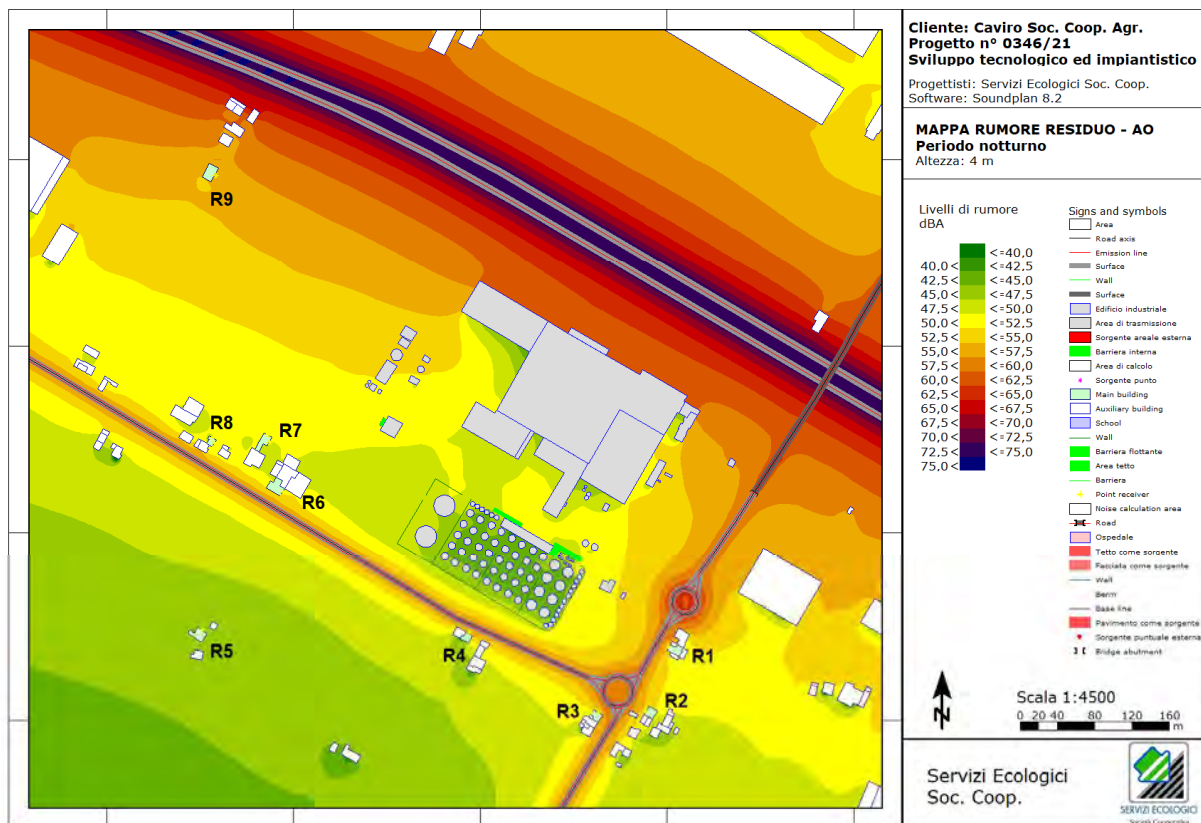 Cliente: Caviro Soc. Coop. Agr.
Progetto n° 0346/21
Sviluppo tecnologico ed impiantistico
Progettisti: Servizi Ecologici Soc. Coop.
Software: Soundplan 8.2
MAPPA RUMORE RESIDUO - AO
Periodo notturno
Altezza: 4 m
Livelli di rumore
dBA
<=40,0
40,0< <=42,5
42,5< <=45,0
45,0< <=47,5
47,5< <=50,0
50,0< <=52,5
52,5< <=55,0
55,0< <=57,5
57,5< <=60,0
60,0< <=62,5
62,5< <=65,0
65,0< <=67,5
67,5< <=70,0
70,0< <=72,5
72,5< <=75,0
75,0<
Signs and symbols
Area
Road axis
Emission line
Surface
Wall
Surface
Edificio industriale
Area di trasmissione
Sorgente areale esterna
Barriera interna
Area di calcolo
Sorgente punto
Main building
Auxiliary building
School
Wall
Barriera flottante
Area tetto
Barriera
Point receiver
Noise calculation area
Road
Ospedale
Tetto come sorgente
Facciata come sorgente
Wall
Berm
Base line
Pavimento come sorgente
Sorgente puntuale esterna
Bridge abutment
R9
R8
R7
R6
R5
R4
R1
R3
R2
N
Scala 1:4500
0 20 40 80 120 160
m
Servizi Ecologici
Soc. Coop.
SERVIZI ECOLOGICI
Società Cooperativa